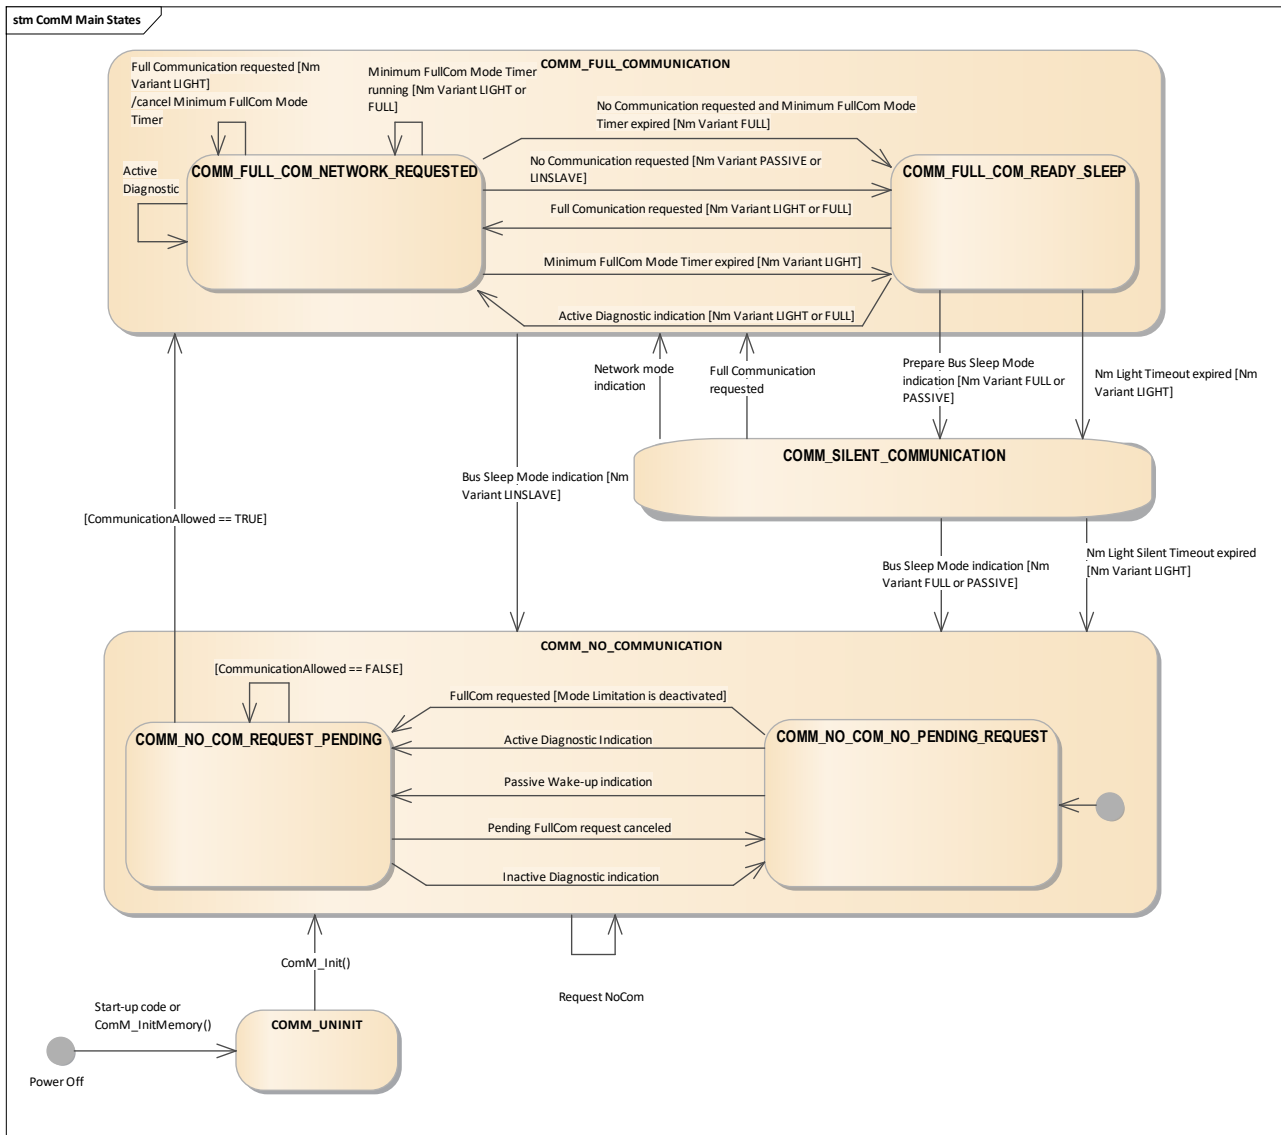 stm ComM Main States
COMM_FULL_COMMUNICATION
Full Communication requested [Nm
Variant LIGHT]
/cancel Minimum FullCom Mode
Timer
Minimum FullCom Mode Timer
running [Nm Variant LIGHT or
FULL]
No Communication requested and Minimum FullCom Mode
Timer expired [Nm Variant FULL]
Active
Diagnostic
COMM_FULL_COM_NETWORK_REQUESTED
No Communication requested [Nm Variant PASSIVE or
LINSLAVE]
COMM_FULL_COM_READY_SLEEP
Full Comunication requested [Nm Variant LIGHT or FULL]
Minimum FullCom Mode Timer expired [Nm Variant LIGHT]
Active Diagnostic indication [Nm Variant LIGHT or FULL]
Network mode
indication
Full Communication
requested
Prepare Bus Sleep Mode
indication [Nm Variant FULL or
PASSIVE]
Nm Light Timeout expired [Nm
Variant LIGHT]
COMM_SILENT_COMMUNICATION
Bus Sleep Mode indication [Nm
Variant LINSLAVE]
[CommunicationAllowed == TRUE]
Bus Sleep Mode indication [Nm
Variant FULL or PASSIVE]
Nm Light Silent Timeout expired
[Nm Variant LIGHT]
COMM_NO_COMMUNICATION
[CommunicationAllowed == FALSE]
FullCom requested [Mode Limitation is deactivated]
COMM_NO_COM_REQUEST_PENDING
Active Diagnostic Indication
COMM_NO_COM_NO_PENDING_REQUEST
Passive Wake-up indication
Pending FullCom request canceled
Inactive Diagnostic indication
ComM_Init()
Request NoCom
Start-up code or
ComM_InitMemory()
COMM_UNINIT
Power Off